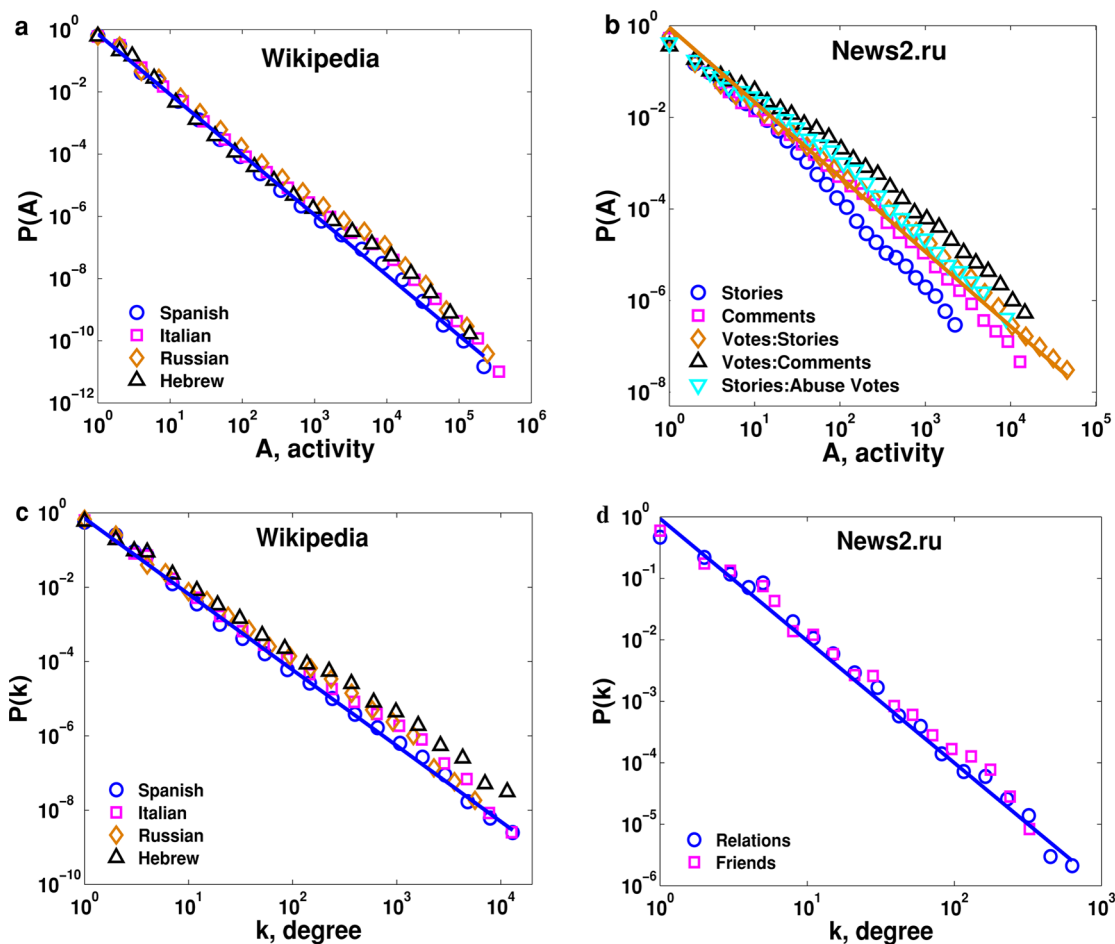 a
Wikipedia
P(A)
10^0
10^-2
10^-4
10^-6
10^-8
10^-10
10^-12
Spanish
Italian
Russian
Hebrew
10^0 10^1 10^2 10^3 10^4 10^5 10^6
A, activity
b
News2.ru
P(A)
10^0
10^-2
10^-4
10^-6
10^-8
Stories
Comments
Votes:Stories
Votes:Comments
Stories:Abuse Votes
10^0 10^1 10^2 10^3 10^4 10^5
A, activity
c
Wikipedia
P(k)
10^0
10^-2
10^-4
10^-6
10^-8
10^-10
Spanish
Italian
Russian
Hebrew
10^0 10^1 10^2 10^3 10^4
k, degree
d
News2.ru
P(k)
10^0
10^-1
10^-2
10^-3
10^-4
10^-5
10^-6
Relations
Friends
10^0 10^1 10^2 10^3
k, degree